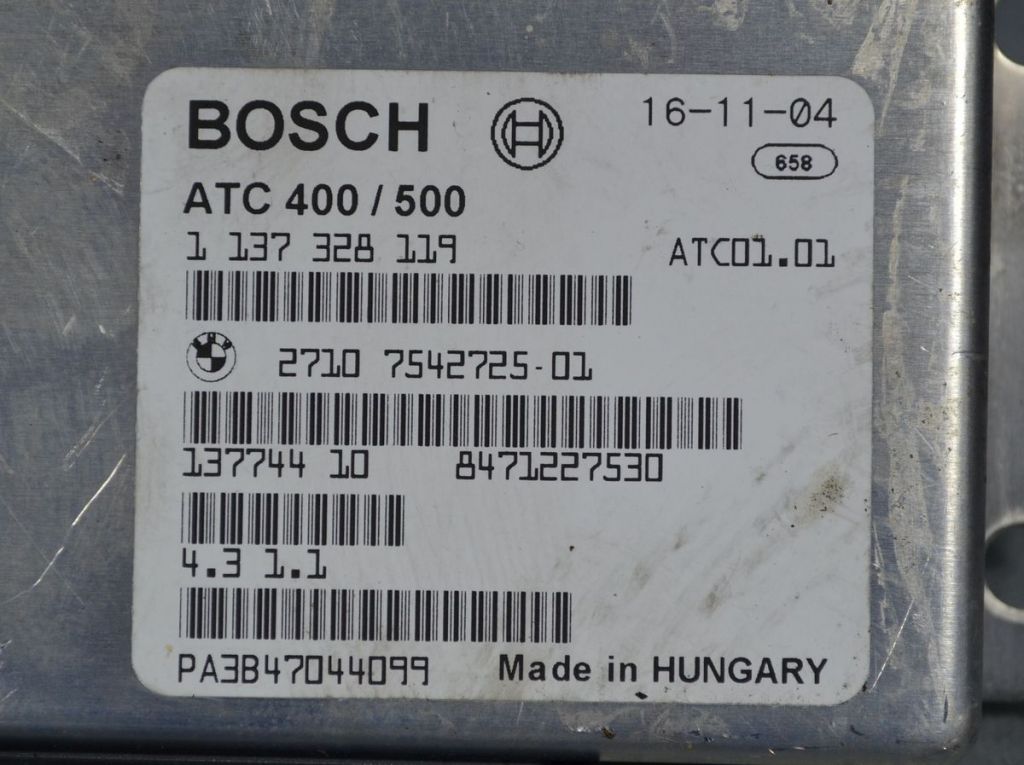 BOSCH 16-11-04
658
ATC 400 / 500
1 137 328 119 ATC01.01
BMW 2710 7542725-01
137744 10 8471227530
4.3 1.1
PA3B47044099 Made in HUNGARY